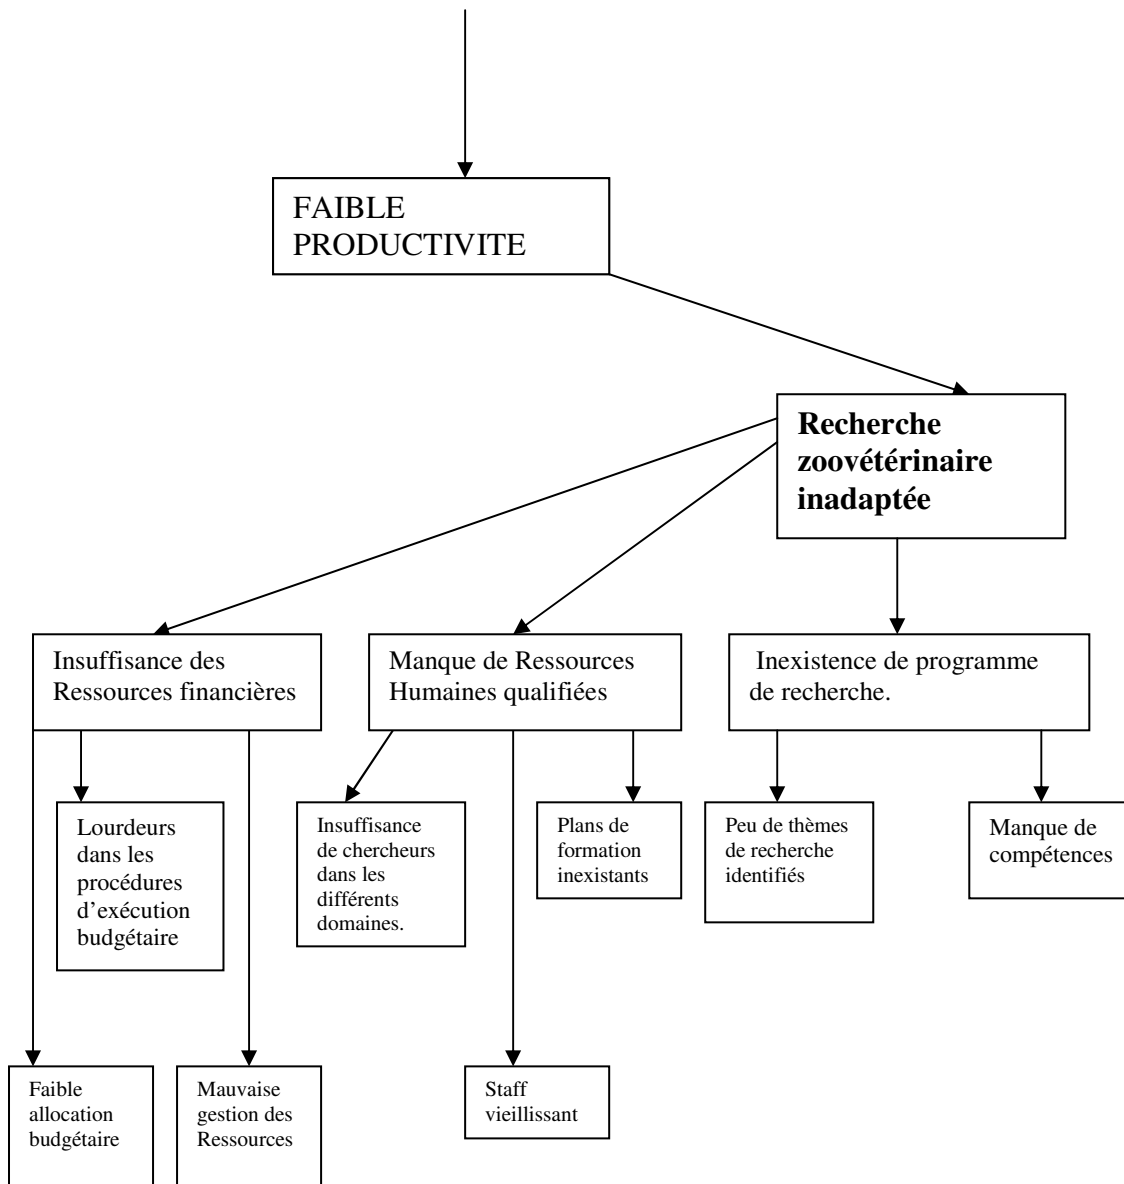 FAIBLE
PRODUCTIVITE
Recherche
zoovétérinaire
inadaptée
Insuffisance des
Ressources financières
Manque de Ressources
Humaines qualifiées
Inexistence de programme
de recherche.
Lourdeurs
dans les
procédures
d'exécution
budgétaire
Insuffisance
de chercheurs
dans les
différents
domaines.
Plans de
formation
inexistants
Peu de thèmes
de recherche
identifiés
Manque de
compétences
Faible
allocation
budgétaire
Mauvaise
gestion des
Ressources
Staff
vieillissant